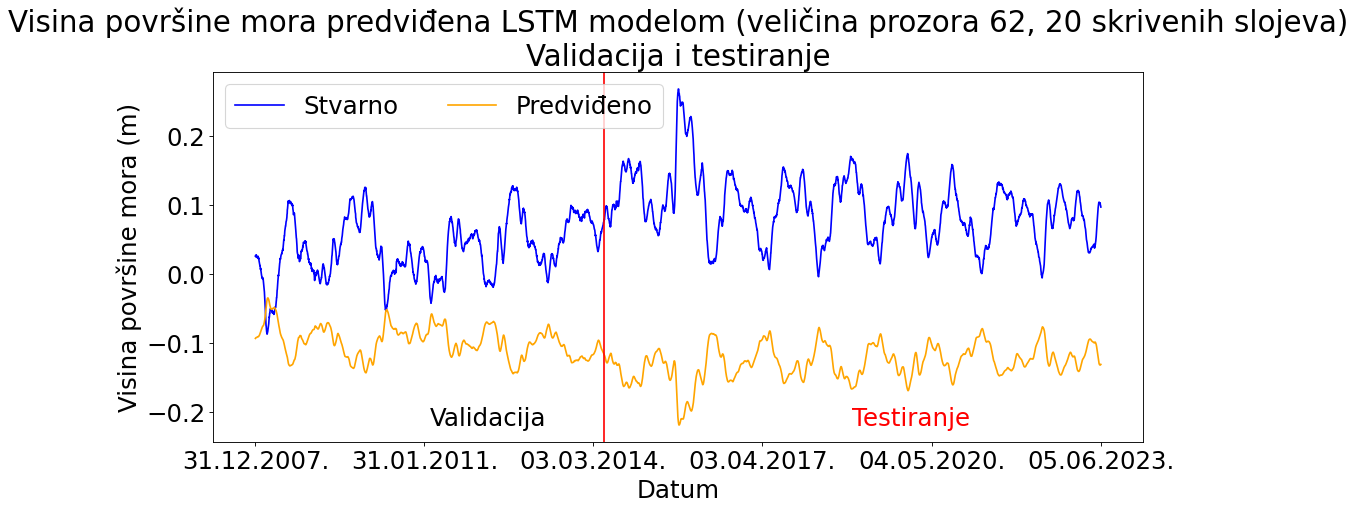 Visina površine mora predviđena LSTM modelom (veličina prozora 62, 20 skrivenih slojeva)
Validacija i testiranje
Stvarno
Predviđeno
Visina površine mora (m)
0.2
0.1
0.0
−0.1
−0.2
Validacija
Testiranje
31.12.2007.
31.01.2011.
03.03.2014.
03.04.2017.
04.05.2020.
05.06.2023.
Datum